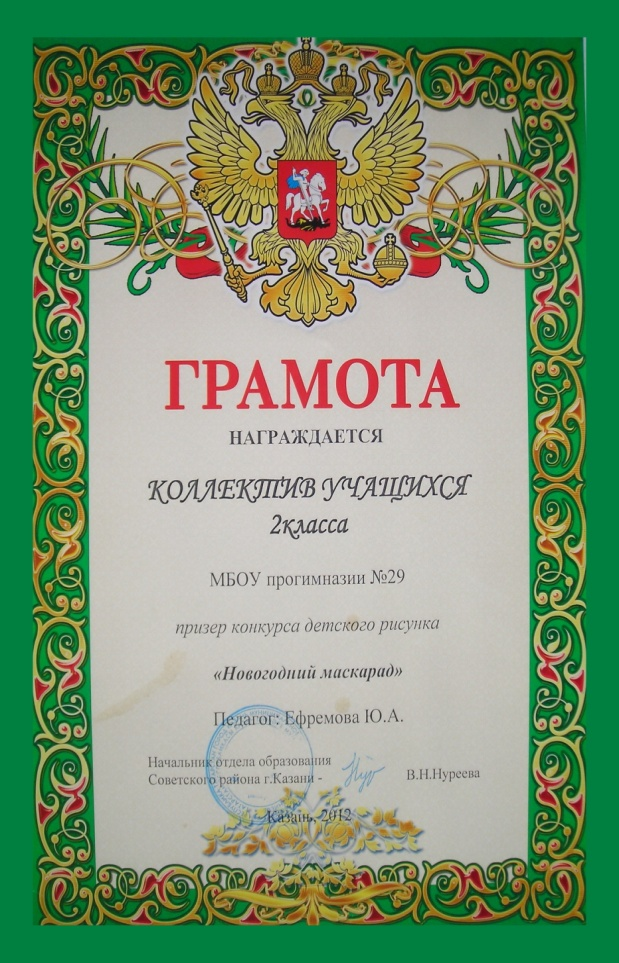 ГРАМОТА
НАГРАЖДАЕТСЯ
КОЛЛЕКТИВ УЧАЩИХСЯ
2класса
МБОУ прогимназии №29
призер конкурса детского рисунка
«Новогодний маскарад»
Педагог: Ефремова Ю.А.
Начальник отдела образования
Советского района г.Казани - В.Н.Нуреева
Казань, 2012